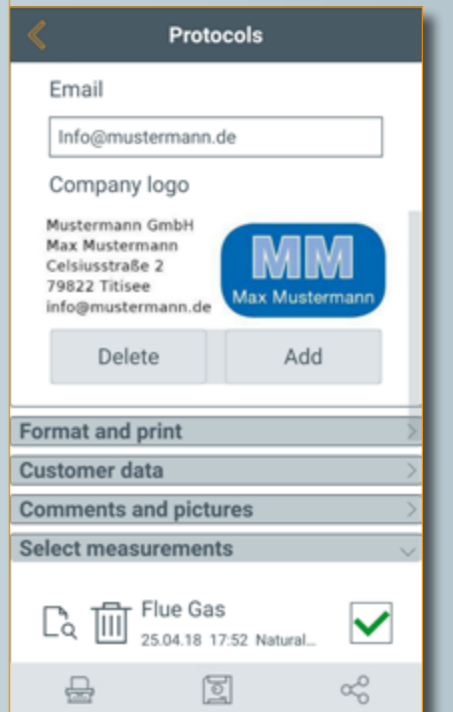 Protocols
Email
Info@mustermann.de
Company logo
Mustermann GmbH
Max Mustermann
Celsiusstraße 2
79822 Titisee
info@mustermann.de
MM
Max Mustermann
Delete
Add
Format and print
Customer data
Comments and pictures
Select measurements
Flue Gas
25.04.18 17:52 Natural...